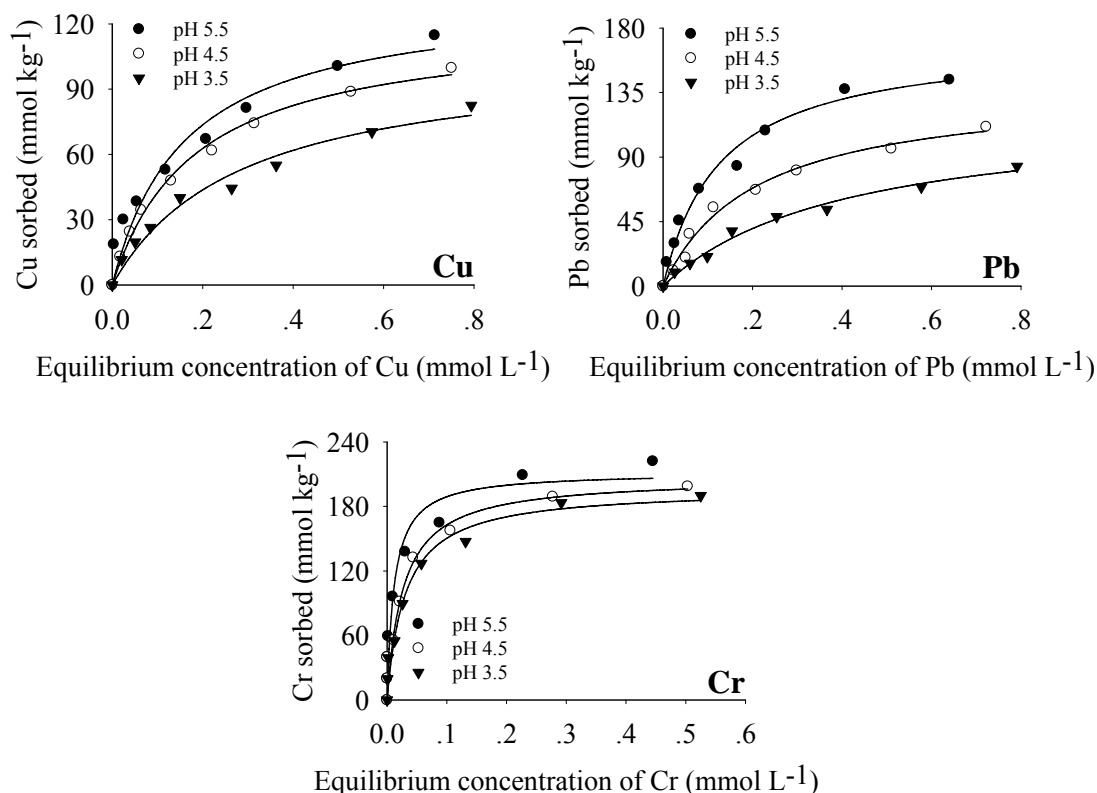 120
90
60
30
0
Cu sorbed (mmol kg-1)
pH 5.5
pH 4.5
pH 3.5
Cu
0.0 .2 .4 .6 .8
Equilibrium concentration of Cu (mmol L-1)
180
135
90
45
0
Pb sorbed (mmol kg-1)
pH 5.5
pH 4.5
pH 3.5
Pb
0.0 .2 .4 .6 .8
Equilibrium concentration of Pb (mmol L-1)
240
180
120
60
0
Cr sorbed (mmol kg-1)
pH 5.5
pH 4.5
pH 3.5
Cr
0.0 .1 .2 .3 .4 .5 .6
Equilibrium concentration of Cr (mmol L-1)